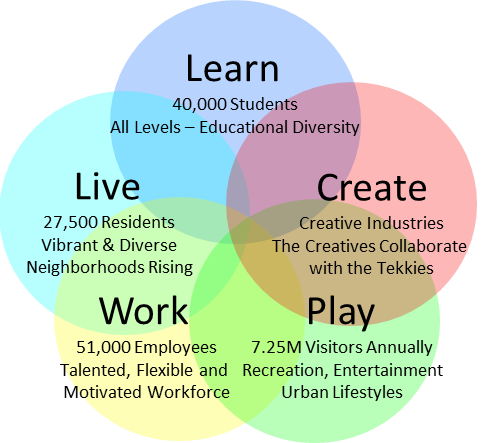 Learn
40,000 Students
All Levels – Educational Diversity
Live
27,500 Residents
Vibrant & Diverse
Neighborhoods Rising
Create
Creative Industries
The Creatives Collaborate
with the Tekkies
Work
51,000 Employees
Talented, Flexible and
Motivated Workforce
Play
7.25M Visitors Annually
Recreation, Entertainment
Urban Lifestyles